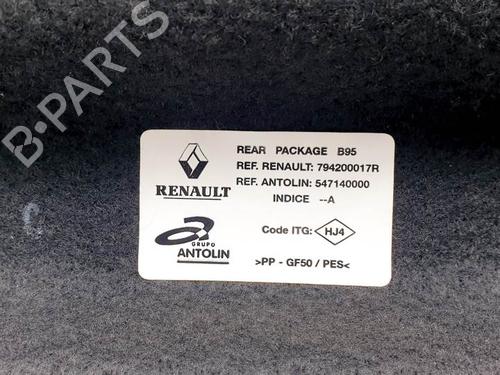 B-PARTS
REAR PACKAGE B95
REF. RENAULT: 794200017R
RENAULT
REF. ANTOLIN: 547140000
INDICE --A
GRUPO
ANTOLIN
Code ITG: HJ4
>PP - GF50 / PES<